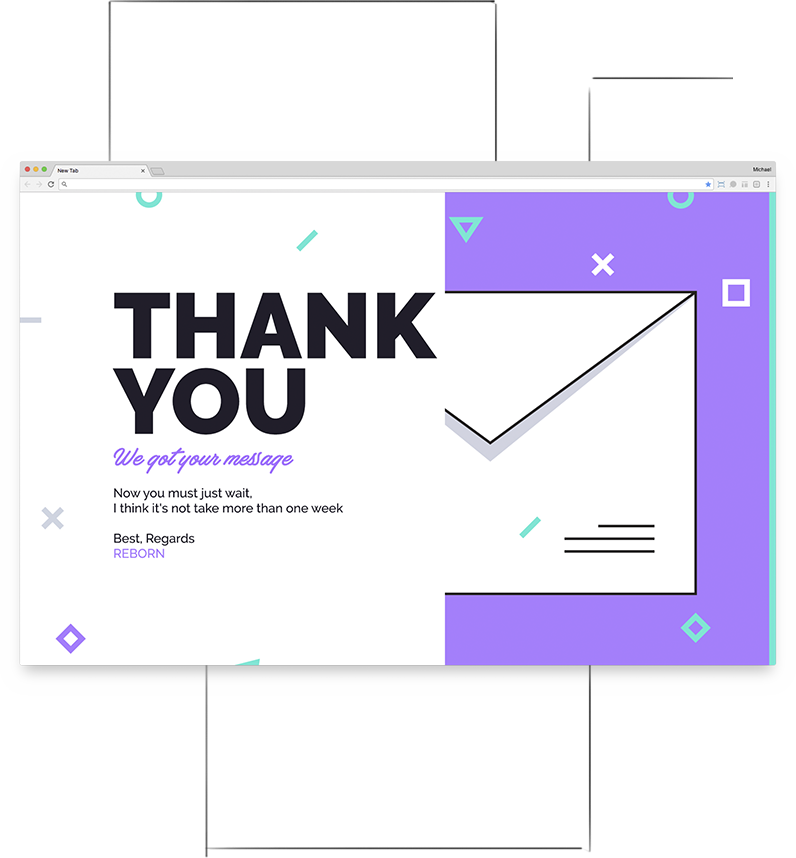 New Tab
Michael
THANK
YOU
We got your message
Now you must just wait,
I think it's not take more than one week
Best, Regards
REBORN